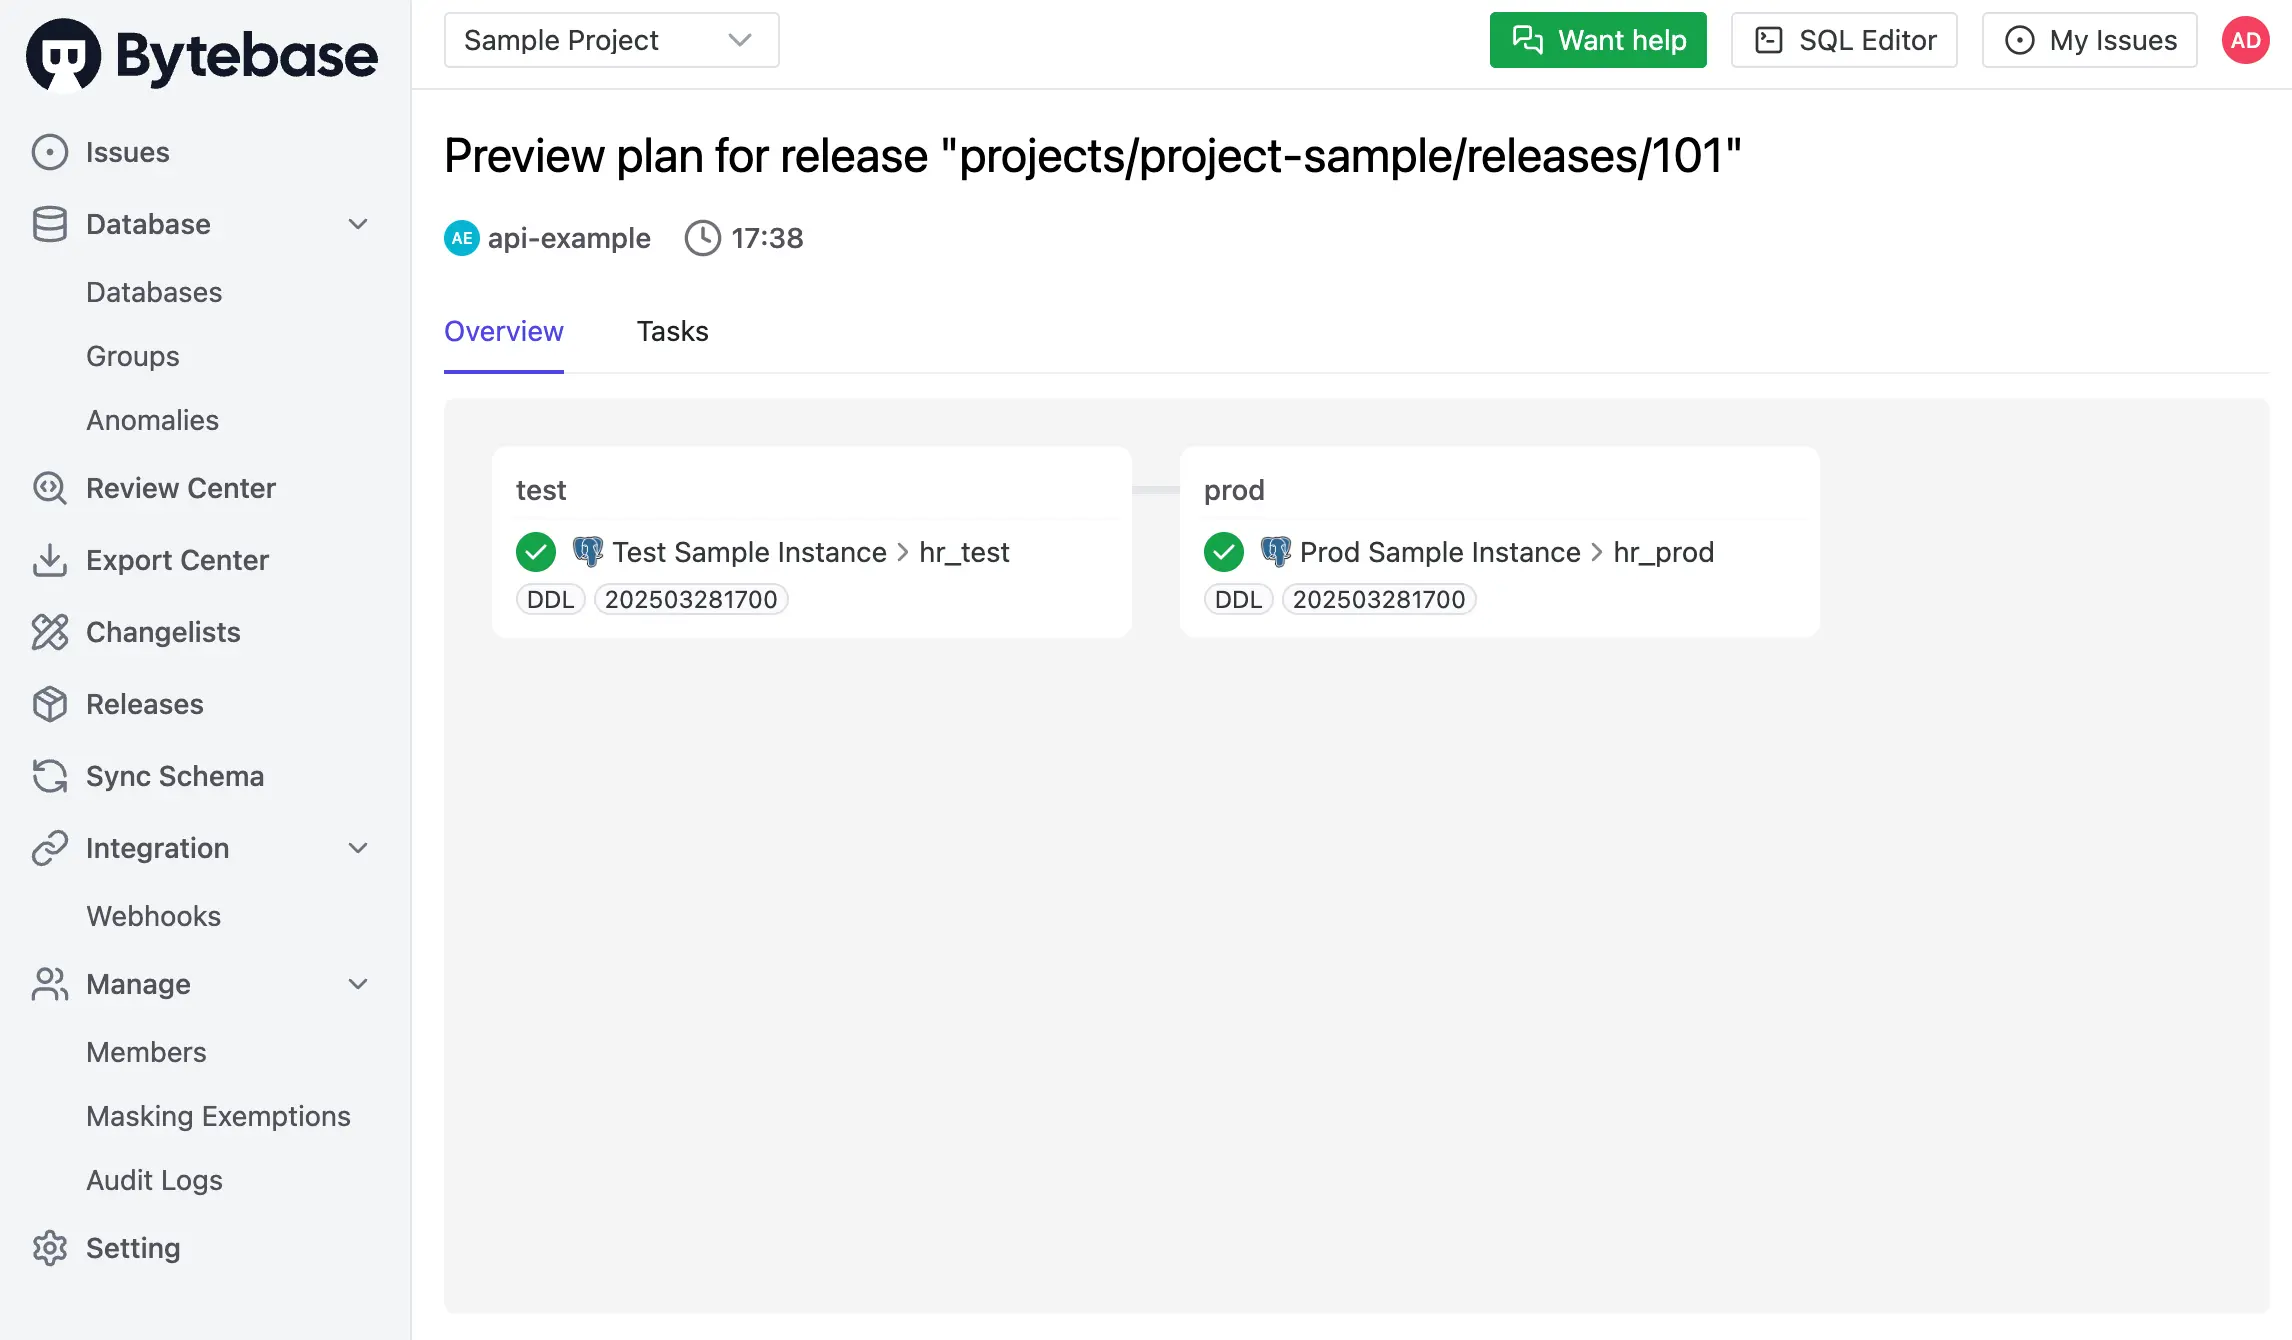 Bytebase
Sample Project
Want help
SQL Editor
My Issues
AD
Issues
Database
Databases
Groups
Anomalies
Review Center
Export Center
Changelists
Releases
Sync Schema
Integration
Webhooks
Manage
Members
Masking Exemptions
Audit Logs
Setting
Preview plan for release "projects/project-sample/releases/101"
AE api-example 17:38
Overview Tasks
test
Test Sample Instance > hr_test
DDL 202503281700
prod
Prod Sample Instance > hr_prod
DDL 202503281700